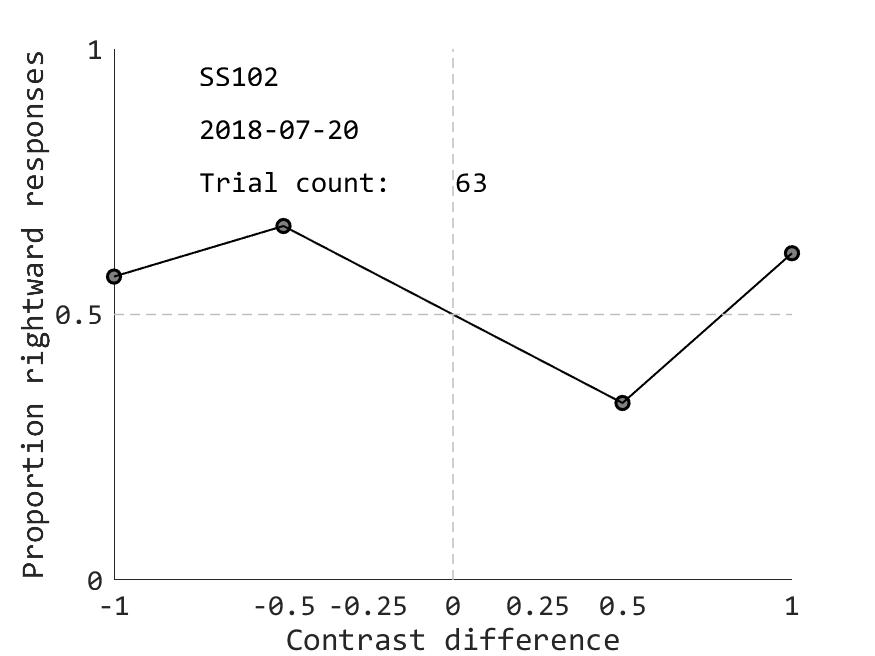 SS102
2018-07-20
Trial count: 63
Proportion rightward responses
1
0.5
0
-1 -0.5 -0.25 0 0.25 0.5 1
Contrast difference